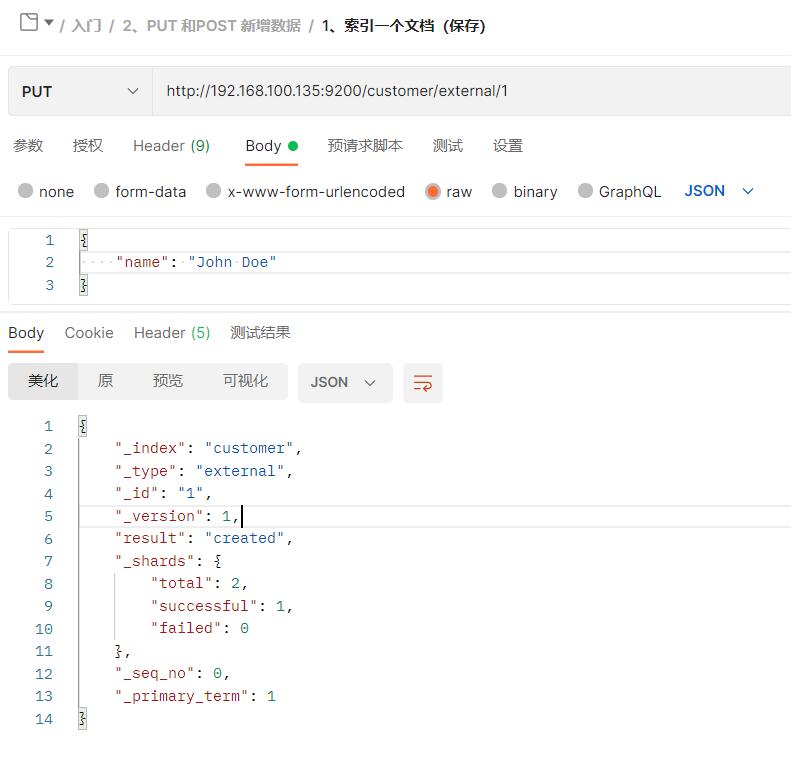 / 入门 / 2、PUT 和POST 新增数据 / 1、索引一个文档（保存）
PUT http://192.168.100.135:9200/customer/external/1
参数 授权 Header (9) Body 预请求脚本 测试 设置
none form-data x-www-form-urlencoded raw binary GraphQL JSON
1 {
2 ····"name":·"John·Doe"
3 }
Body Cookie Header (5) 测试结果
美化 原 预览 可视化 JSON
1 {
2 "_index": "customer",
3 "_type": "external",
4 "_id": "1",
5 "_version": 1,
6 "result": "created",
7 "_shards": {
8 "total": 2,
9 "successful": 1,
10 "failed": 0
11 },
12 "_seq_no": 0,
13 "_primary_term": 1
14 }